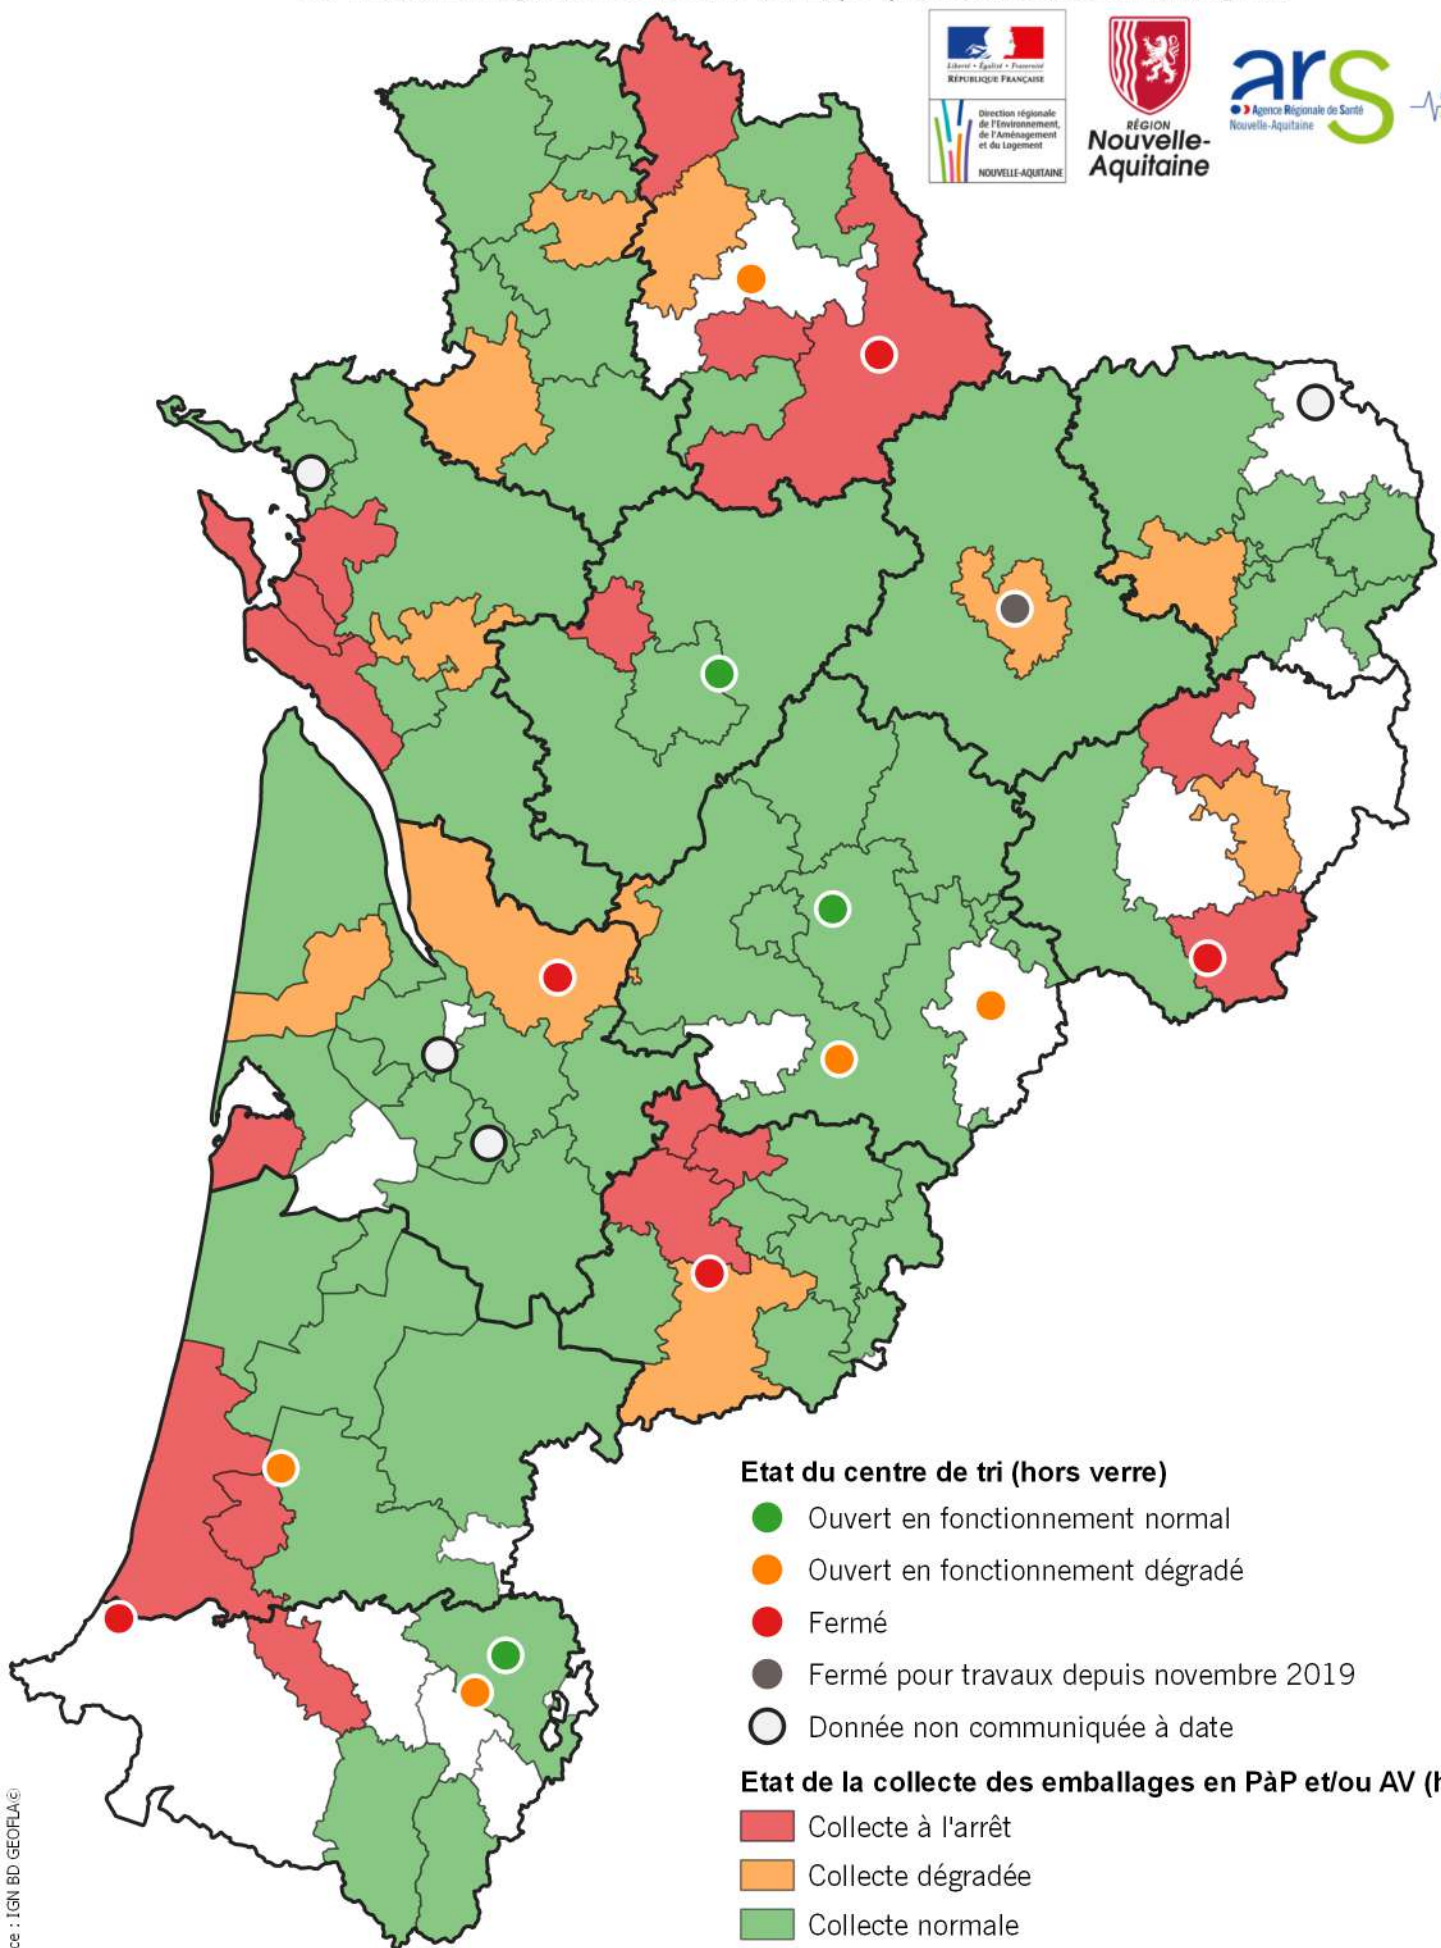 Liberté • Égalité • Fraternité
RÉPUBLIQUE FRANÇAISE
Direction régionale
de l'Environnement,
de l'Aménagement
et du Logement
NOUVELLE-AQUITAINE
RÉGION
Nouvelle-
Aquitaine
ars
Agence Régionale de Santé
Nouvelle-Aquitaine
Etat du centre de tri (hors verre)
Ouvert en fonctionnement normal
Ouvert en fonctionnement dégradé
Fermé
Fermé pour travaux depuis novembre 2019
Donnée non communiquée à date
Etat de la collecte des emballages en PàP et/ou AV (h
Collecte à l'arrêt
Collecte dégradée
Collecte normale
ce : IGN BD GEOFLA©